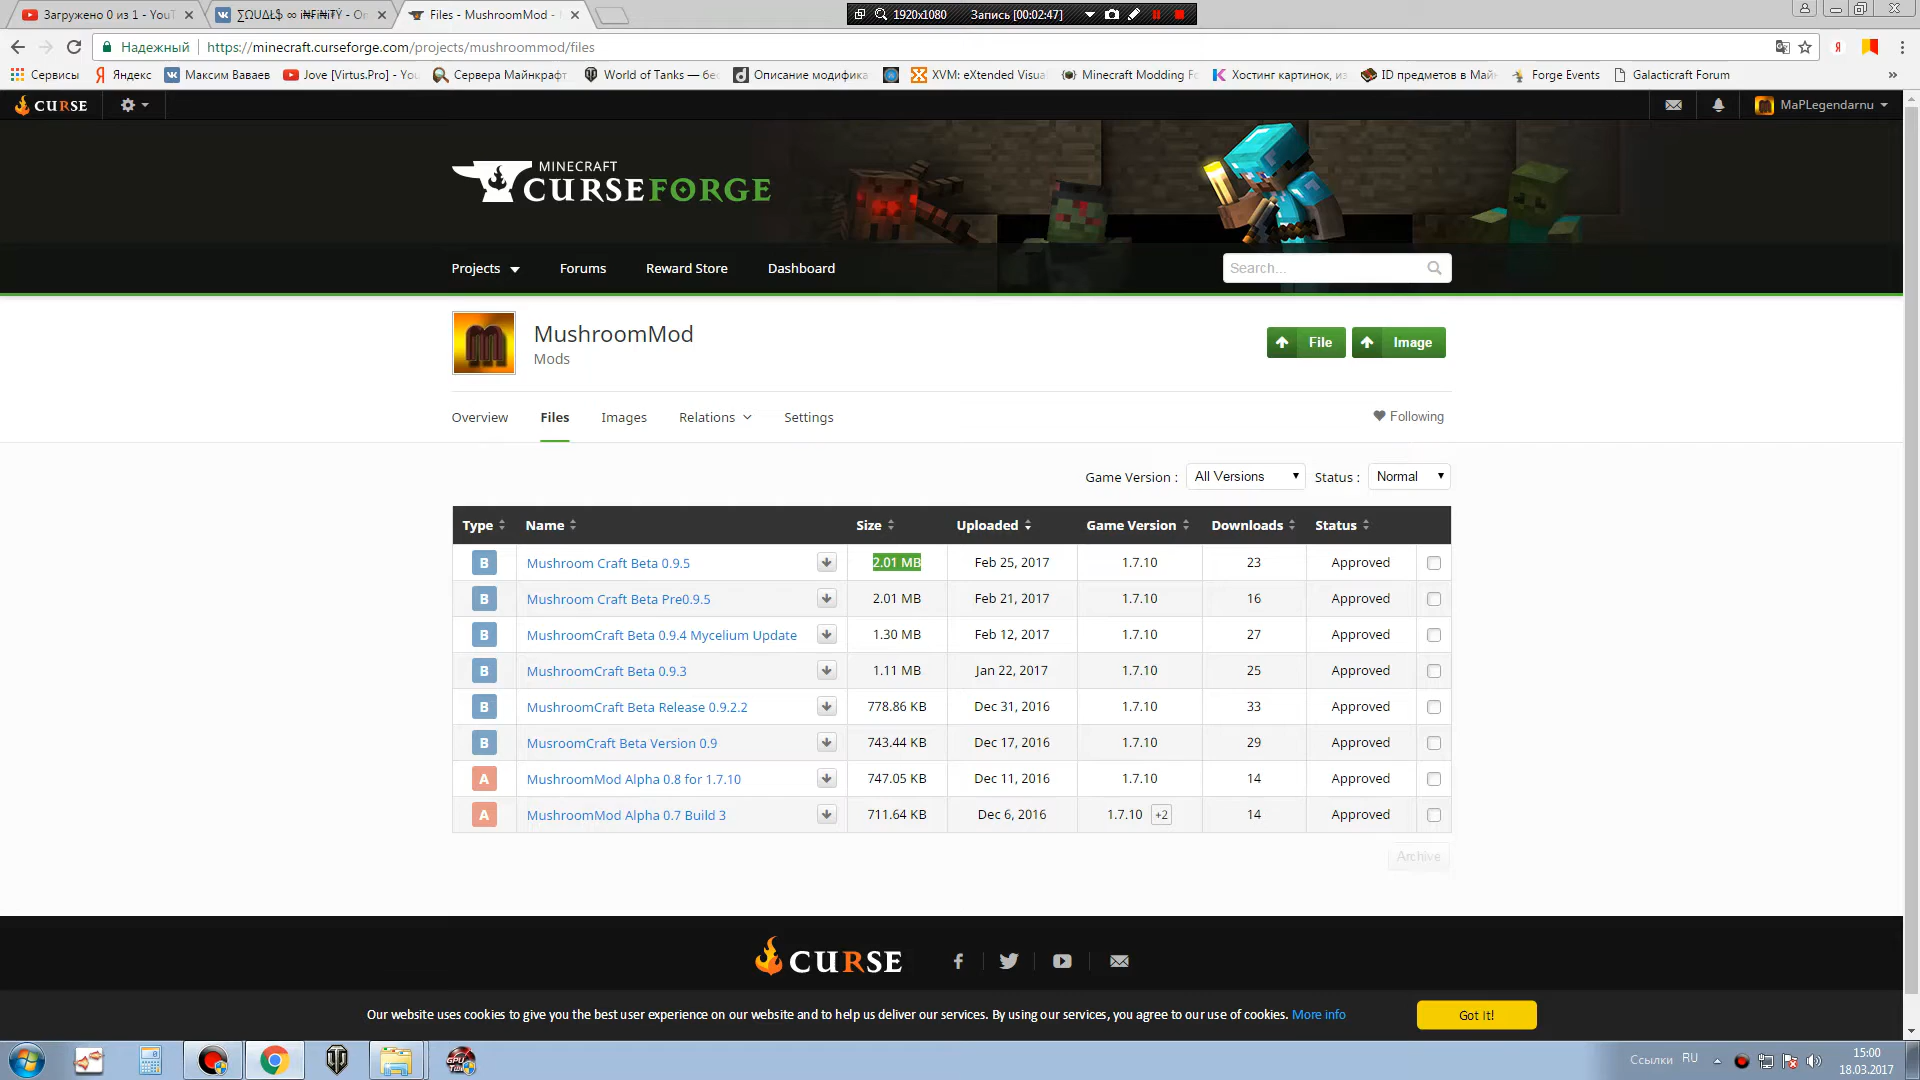 Загружено 0 из 1 - YouT
∑ΩUΔŁ$ ∞ iN₣iNiTŸ - Оп
Files - MushroomMod -
1920x1080
Запись [00:02:47]
Надежный
https://minecraft.curseforge.com/projects/mushroommod/files
Сервисы
Яндекс
Максим Ваваев
Jove [Virtus.Pro] - You
Сервера Майнкрафт
World of Tanks — бес
Описание модифика
XVM: eXtended Visua
Minecraft Modding Fo
Хостинг картинок, из
ID предметов в Май
Forge Events
Galacticraft Forum
»
CURSE
MaPLegendarnu
MINECRAFT
CURSEFORGE
Projects
Forums
Reward Store
Dashboard
Search...
MushroomMod
Mods
File
Image
Overview
Files
Images
Relations
Settings
Following
Game Version :
All Versions
Status :
Normal
Type Name Size Uploaded Game Version Downloads Status
B Mushroom Craft Beta 0.9.5 2.01 MB Feb 25, 2017 1.7.10 23 Approved
B Mushroom Craft Beta Pre0.9.5 2.01 MB Feb 21, 2017 1.7.10 16 Approved
B MushroomCraft Beta 0.9.4 Mycelium Update 1.30 MB Feb 12, 2017 1.7.10 27 Approved
B MushroomCraft Beta 0.9.3 1.11 MB Jan 22, 2017 1.7.10 25 Approved
B MushroomCraft Beta Release 0.9.2.2 778.86 KB Dec 31, 2016 1.7.10 33 Approved
B MusroomCraft Beta Version 0.9 743.44 KB Dec 17, 2016 1.7.10 29 Approved
A MushroomMod Alpha 0.8 for 1.7.10 747.05 KB Dec 11, 2016 1.7.10 14 Approved
A MushroomMod Alpha 0.7 Build 3 711.64 KB Dec 6, 2016 1.7.10 +2 14 Approved
Archive
CURSE
Our website uses cookies to give you the best user experience on our website and to help us deliver our services. By using our services, you agree to our use of cookies. More info
Got it!
Ссылки
RU
15:00
18.03.2017